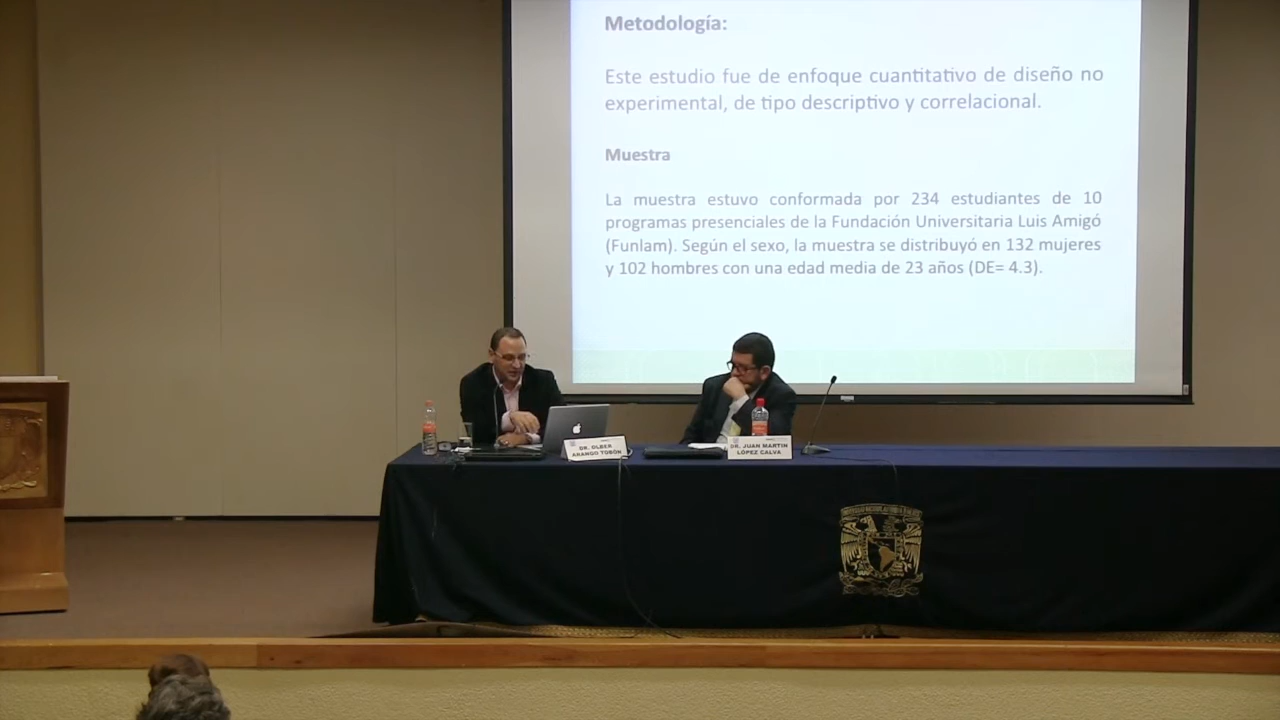 Metodología:
Este estudio fue de enfoque cuantitativo de diseño no
experimental, de tipo descriptivo y correlacional.
Muestra
La muestra estuvo conformada por 234 estudiantes de 10
programas presenciales de la Fundación Universitaria Luis Amigó
(Funlam). Según el sexo, la muestra se distribuyó en 132 mujeres
y 102 hombres con una edad media de 23 años (DE= 4.3).
DR. OLBER
ARANGO TOBÓN
DR. JUAN MARTIN
LÓPEZ CALVA